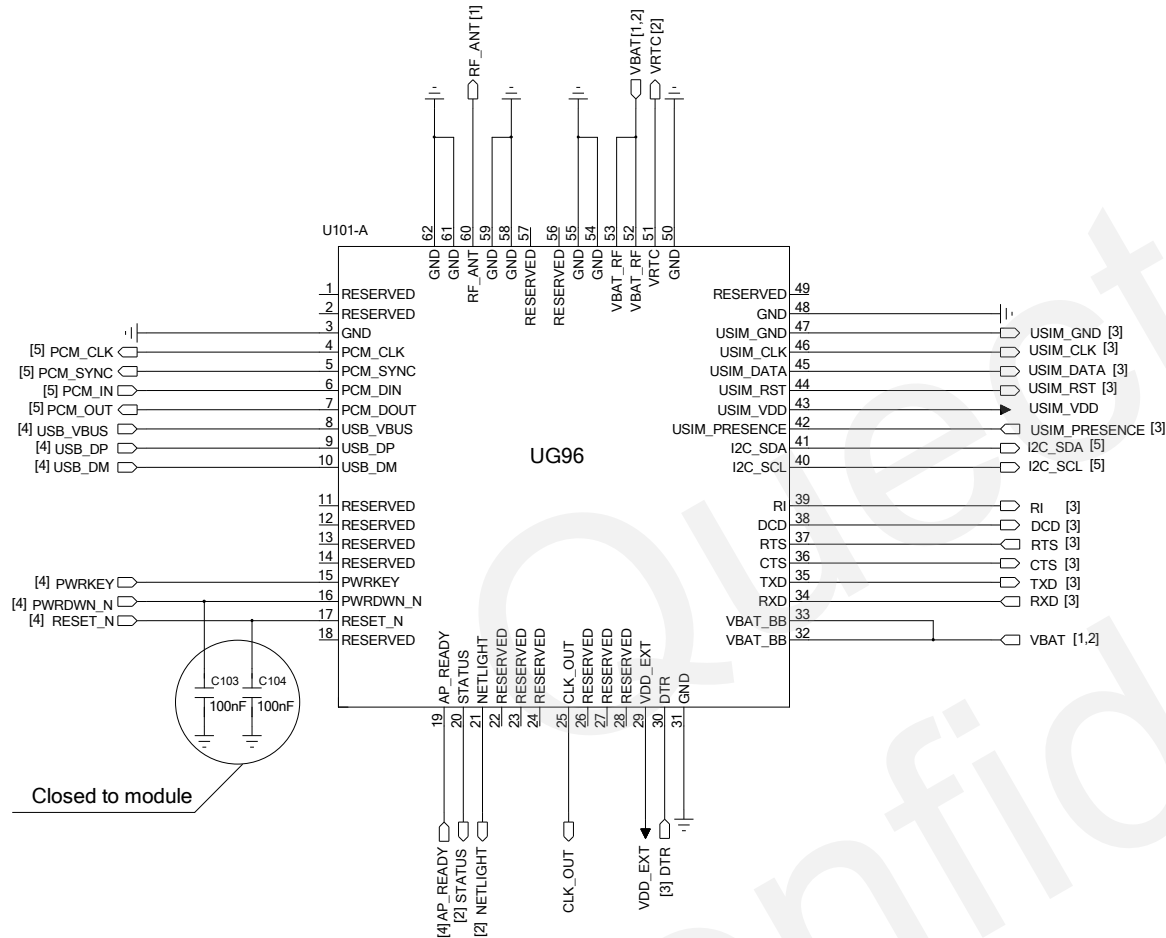 RF_ANT [1]
VBAT [1,2]
VRTC [2]
U101-A
62
61
60
59
58
57
56
55
54
53
52
51
50
GND
GND
RF_ANT
GND
GND
RESERVED
RESERVED
GND
GND
VBAT_RF
VBAT_RF
VRTC
GND
1 RESERVED
2 RESERVED
3 GND
[5] PCM_CLK 4 PCM_CLK
[5] PCM_SYNC 5 PCM_SYNC
[5] PCM_IN 6 PCM_DIN
[5] PCM_OUT 7 PCM_DOUT
[4] USB_VBUS 8 USB_VBUS
[4] USB_DP 9 USB_DP
[4] USB_DM 10 USB_DM
11 RESERVED
12 RESERVED
13 RESERVED
14 RESERVED
[4] PWRKEY 15 PWRKEY
[4] PWRDWN_N 16 PWRDWN_N
[4] RESET_N 17 RESET_N
18 RESERVED
UG96
RESERVED 49
GND 48
USIM_GND 47 USIM_GND [3]
USIM_CLK 46 USIM_CLK [3]
USIM_DATA 45 USIM_DATA [3]
USIM_RST 44 USIM_RST [3]
USIM_VDD 43 USIM_VDD
USIM_PRESENCE 42 USIM_PRESENCE [3]
I2C_SDA 41 I2C_SDA [5]
I2C_SCL 40 I2C_SCL [5]
RI 39 RI [3]
DCD 38 DCD [3]
RTS 37 RTS [3]
CTS 36 CTS [3]
TXD 35 TXD [3]
RXD 34 RXD [3]
VBAT_BB 33
VBAT_BB 32 VBAT [1,2]
AP_READY
STATUS
NETLIGHT
RESERVED
RESERVED
RESERVED
CLK_OUT
RESERVED
RESERVED
RESERVED
VDD_EXT
DTR
GND
19
20
21
22
23
24
25
26
27
28
29
30
31
C103
100nF
C104
100nF
Closed to module
[4] AP_READY
[2] STATUS
[2] NETLIGHT
CLK_OUT
VDD_EXT
[3] DTR
Quect
onfid